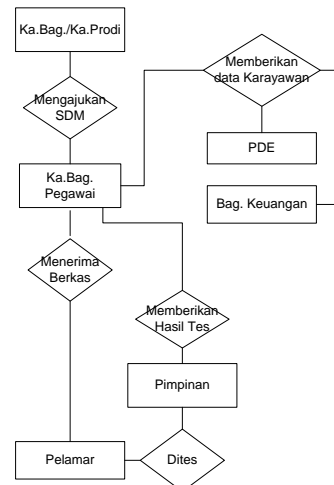 Ka.Bag./Ka.Prodi
Mengajukan
SDM
Ka.Bag.
Pegawai
Memberikan
data Karayawan
PDE
Bag. Keuangan
Menerima
Berkas
Memberikan
Hasil Tes
Pimpinan
Pelamar
Dites